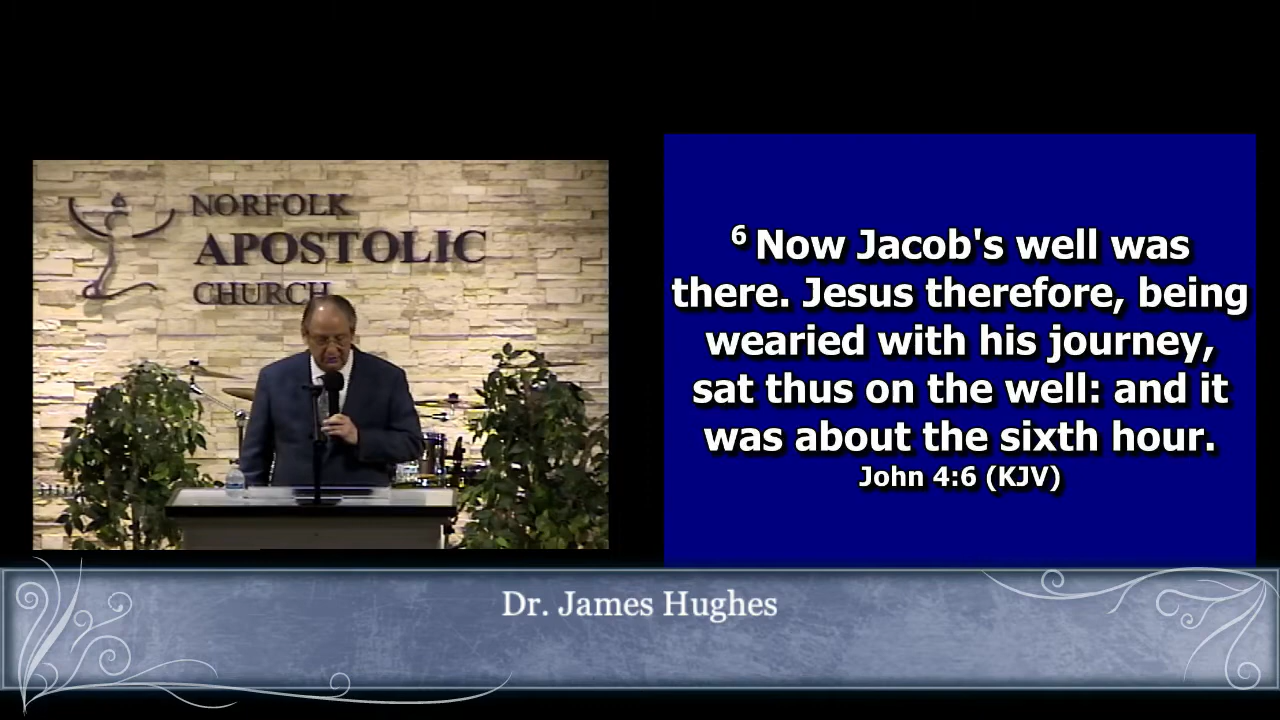 NORFOLK
APOSTOLIC
CHURCH
6 Now Jacob's well was
there. Jesus therefore, being
wearied with his journey,
sat thus on the well: and it
was about the sixth hour.
John 4:6 (KJV)
Dr. James Hughes